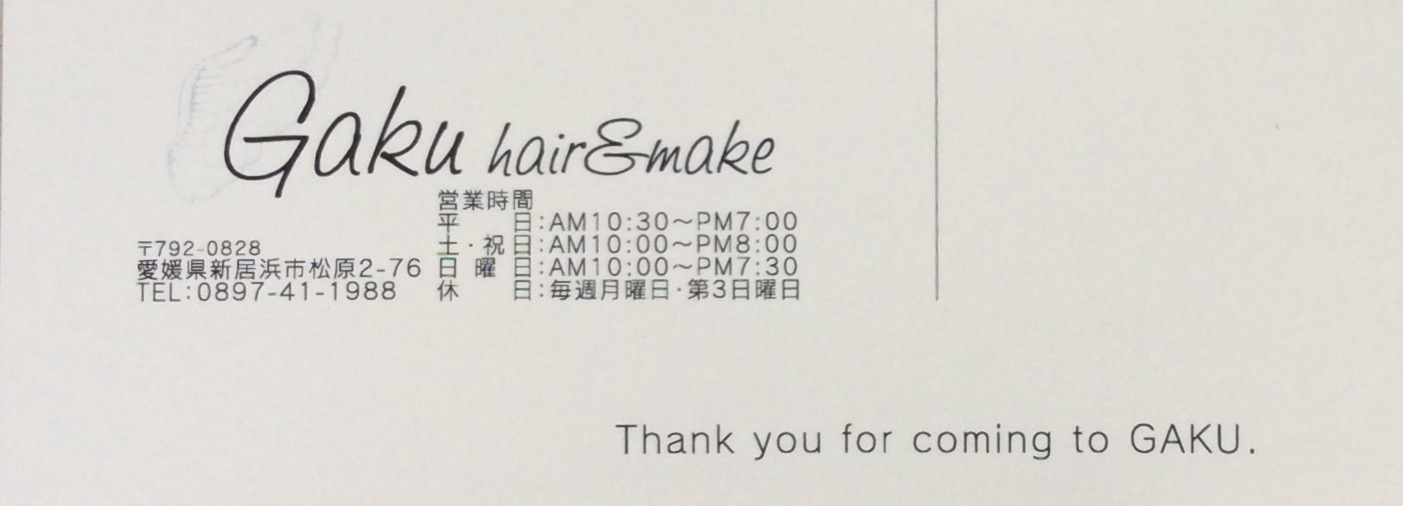 Gaku hair&make
営業時間
平 日:AM10:30〜PM7:00
土・祝日:AM10:00〜PM8:00
日曜日:AM10:00〜PM7:30
休 日:毎週月曜日・第3日曜日
〒792-0828
愛媛県新居浜市松原2-76
TEL:0897-41-1988
Thank you for coming to GAKU.